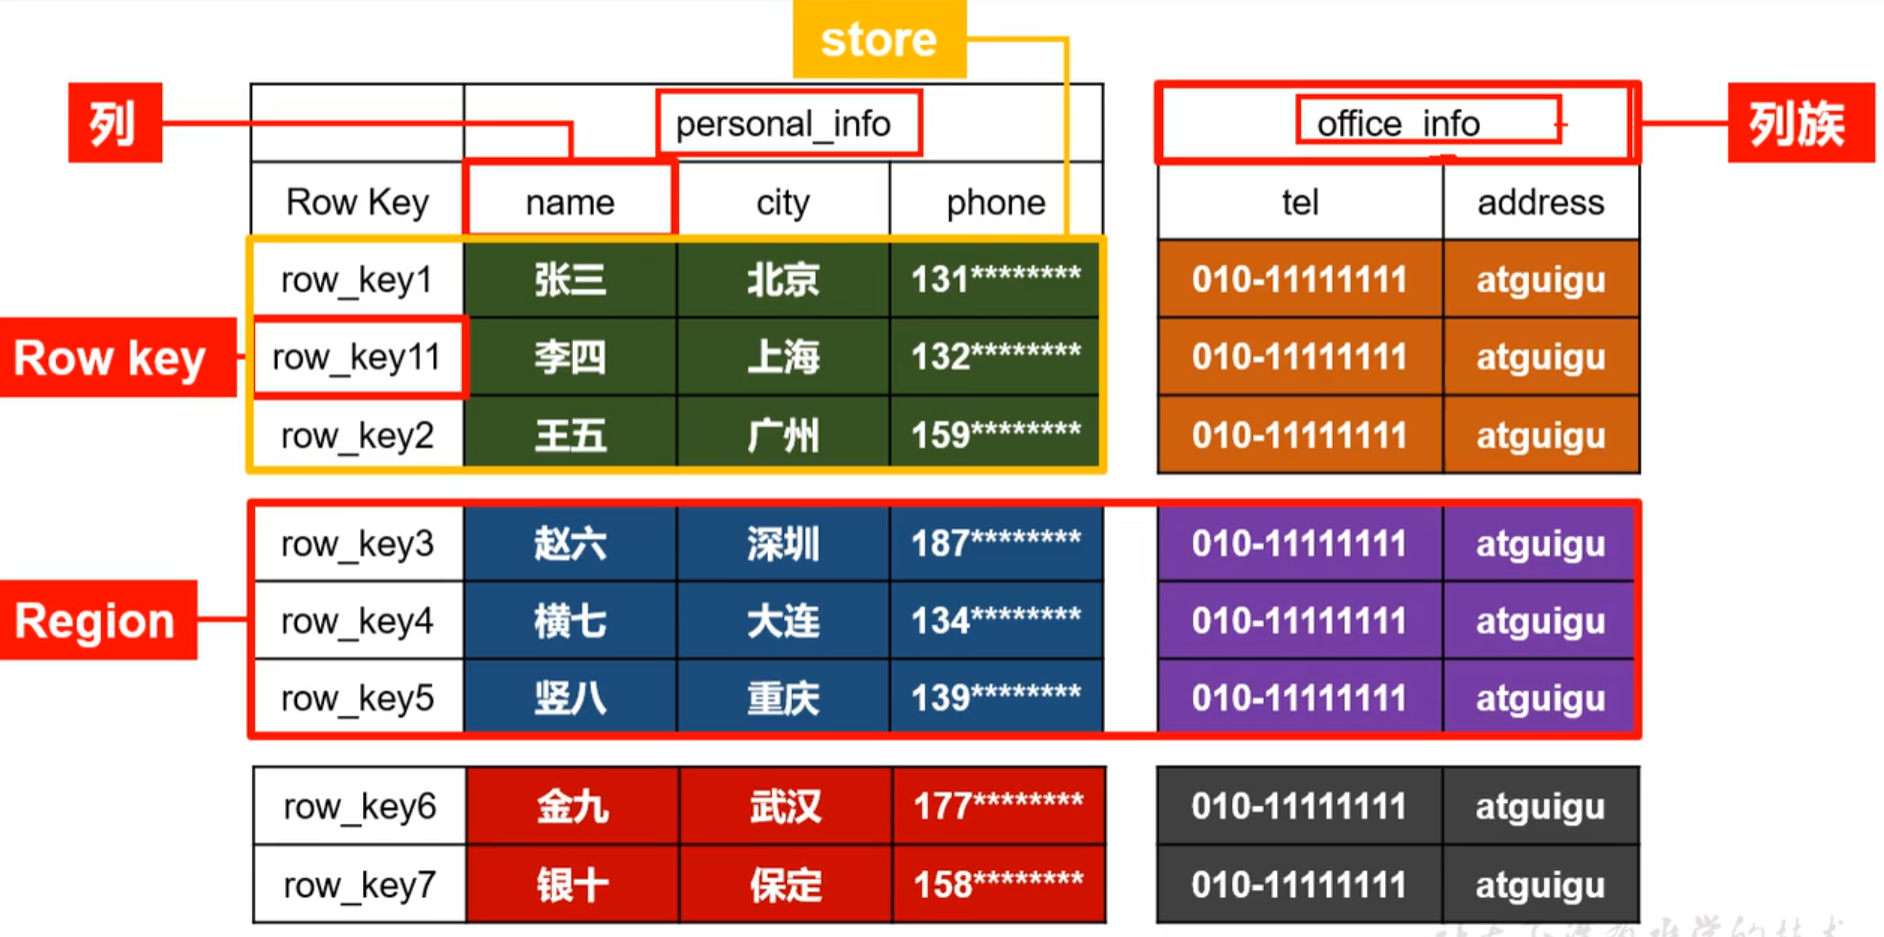 store
列
personal_info
office_info
列族
Row Key name city phone tel address
row_key1 张三 北京 131******** 010-11111111 atguigu
Row key
row_key11 李四 上海 132******** 010-11111111 atguigu
row_key2 王五 广州 159******** 010-11111111 atguigu
row_key3 赵六 深圳 187******** 010-11111111 atguigu
Region
row_key4 横七 大连 134******** 010-11111111 atguigu
row_key5 竖八 重庆 139******** 010-11111111 atguigu
row_key6 金九 武汉 177******** 010-11111111 atguigu
row_key7 银十 保定 158******** 010-11111111 atguigu